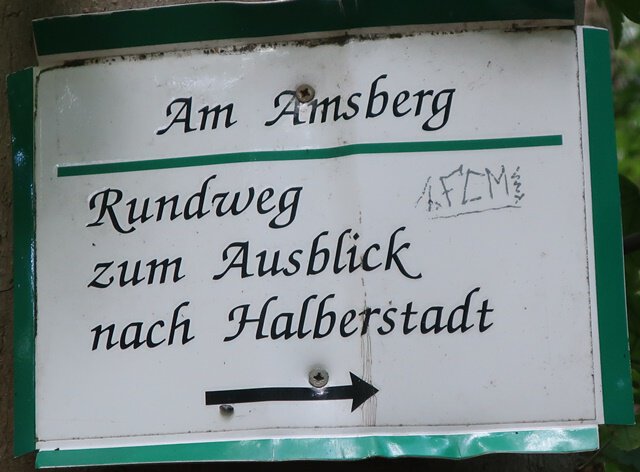 Am Amsberg
Rundweg
1. FCM
zum Ausblick
nach Halberstadt